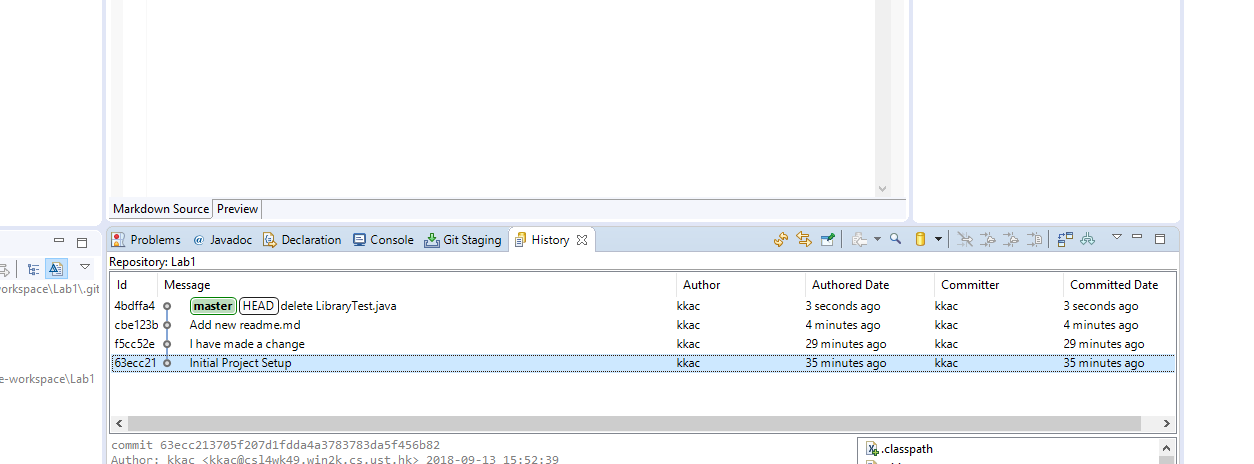 Markdown Source Preview
Problems @ Javadoc Declaration Console Git Staging History
Repository: Lab1
orkspace\Lab1\.git
Id Message Author Authored Date Committer Committed Date
4bdffa4 master HEAD delete LibraryTest.java kkac 3 seconds ago kkac 3 seconds ago
cbe123b Add new readme.md kkac 4 minutes ago kkac 4 minutes ago
f5cc52e I have made a change kkac 29 minutes ago kkac 29 minutes ago
63ecc21 Initial Project Setup kkac 35 minutes ago kkac 35 minutes ago
e-workspace\Lab1
commit 63ecc213705f207d1fdda4a3783783da5f456b82
.classpath
Author: kkac <kkac@csl4wk49.win2k.cs.ust.hk> 2018-09-13 15:52:39